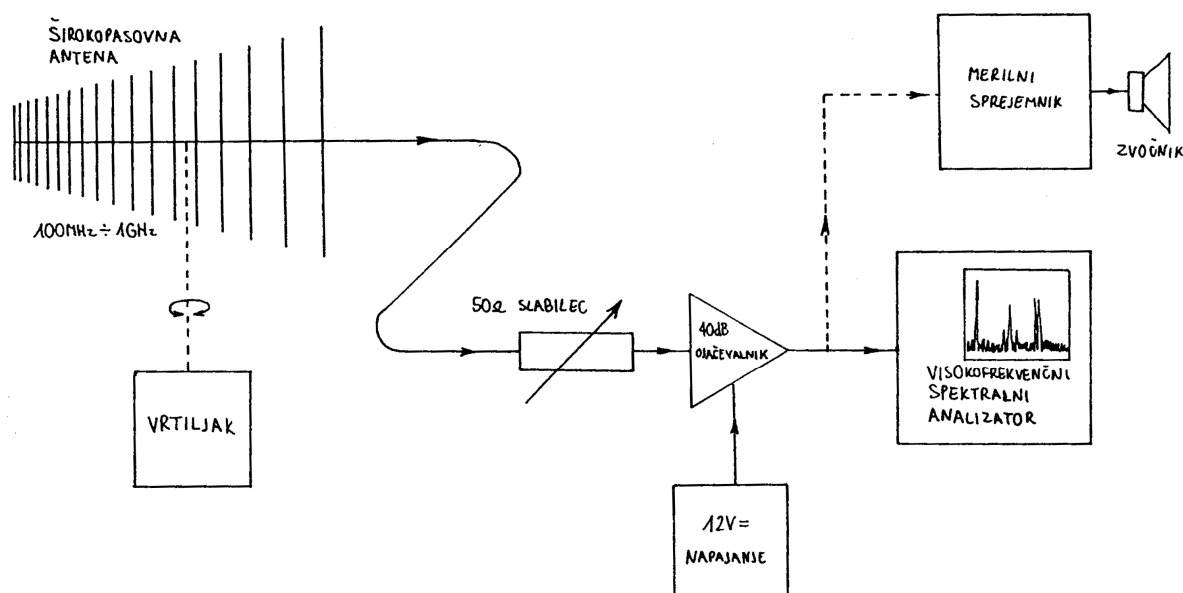 ŠIROKOPASOVNA
ANTENA
100MHz ÷ 1GHz
VRTILJAK
50Ω SLABILEC
40dB
OJAČEVALNIK
12V=
NAPAJANJE
MERILNI
SPREJEMNIK
ZVOČNIK
VISOKOFREKVENČNI
SPEKTRALNI
ANALIZATOR